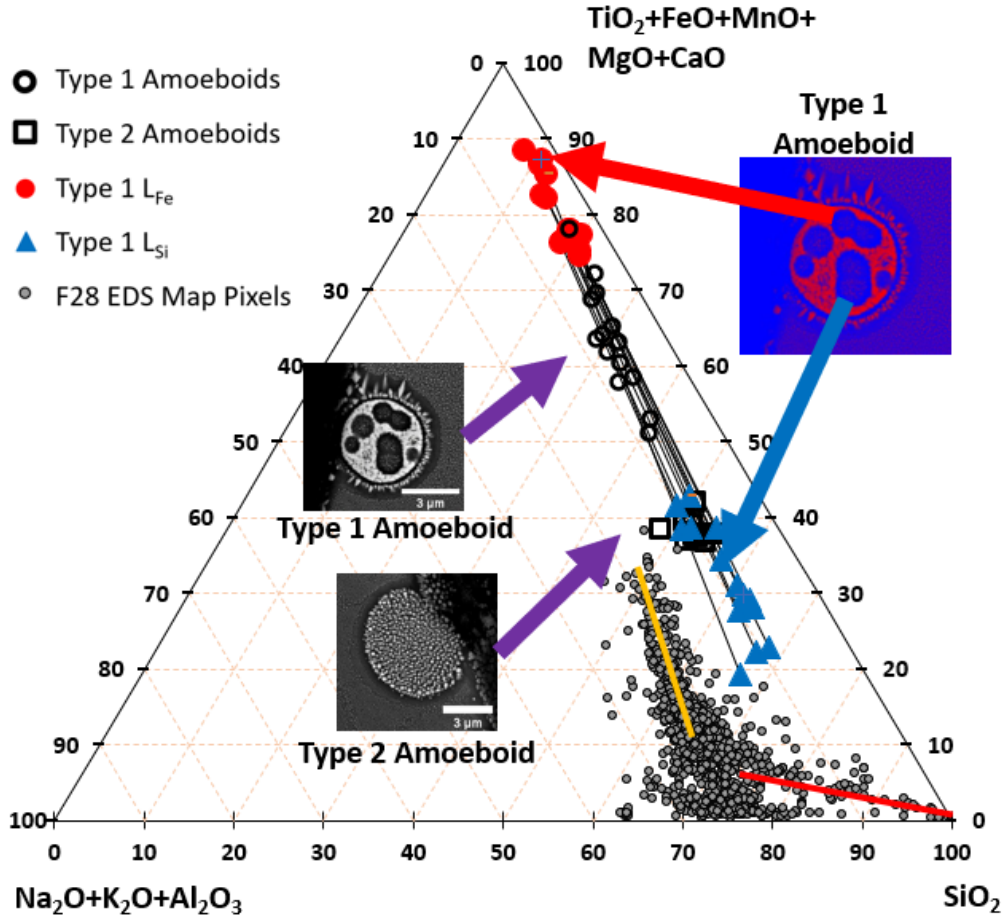 TiO₂+FeO+MnO+
MgO+CaO
0 100
Type 1 Amoeboids
Type 2 Amoeboids
Type 1 L_Fe
Type 1 L_Si
F28 EDS Map Pixels
Type 1
Amoeboid
10 90
20 80
30 70
40 60
50 50
60 40
70 30
80 20
90 10
100 0
3 µm
Type 1 Amoeboid
3 µm
Type 2 Amoeboid
0 10 20 30 40 50 60 70 80 90 100
Na₂O+K₂O+Al₂O₃
SiO₂